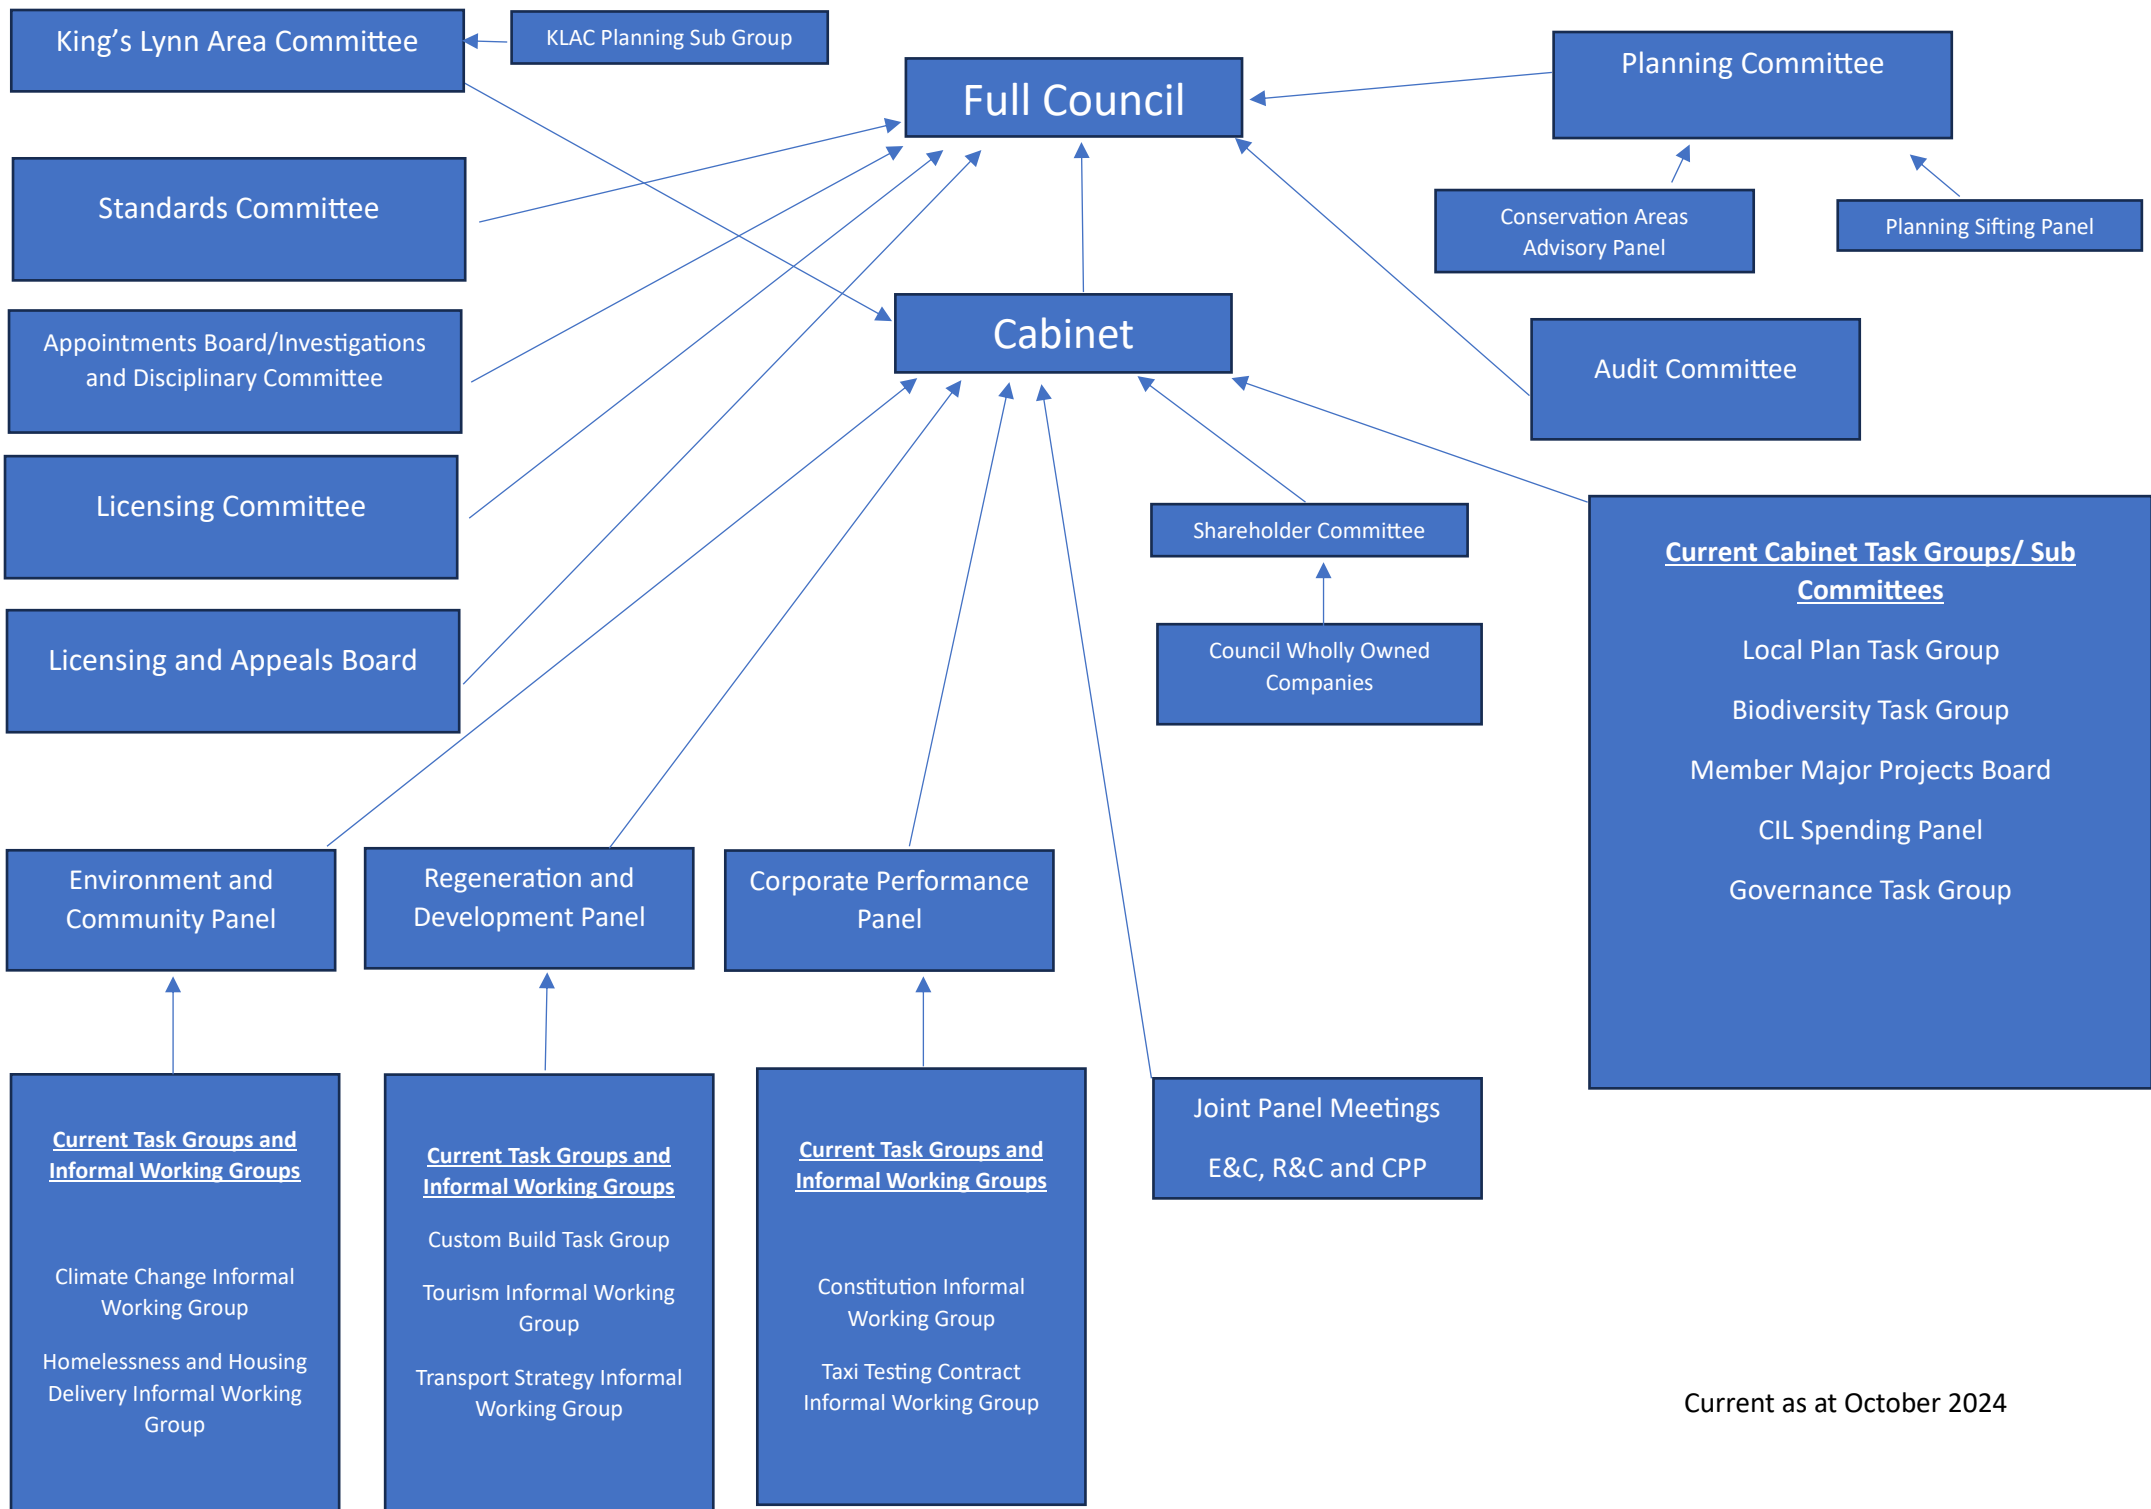 King's Lynn Area Committee
KLAC Planning Sub Group
Full Council
Planning Committee
Standards Committee
Conservation Areas
Advisory Panel
Planning Sifting Panel
Appointments Board/Investigations
and Disciplinary Committee
Cabinet
Audit Committee
Licensing Committee
Shareholder Committee
Licensing and Appeals Board
Council Wholly Owned
Companies
Current Cabinet Task Groups/ Sub
Committees
Local Plan Task Group
Biodiversity Task Group
Member Major Projects Board
CIL Spending Panel
Governance Task Group
Environment and
Community Panel
Regeneration and
Development Panel
Corporate Performance
Panel
Current Task Groups and
Informal Working Groups
Climate Change Informal
Working Group
Homelessness and Housing
Delivery Informal Working
Group
Current Task Groups and
Informal Working Groups
Custom Build Task Group
Tourism Informal Working
Group
Transport Strategy Informal
Working Group
Current Task Groups and
Informal Working Groups
Constitution Informal
Working Group
Taxi Testing Contract
Informal Working Group
Joint Panel Meetings
E&C, R&C and CPP
Current as at October 2024